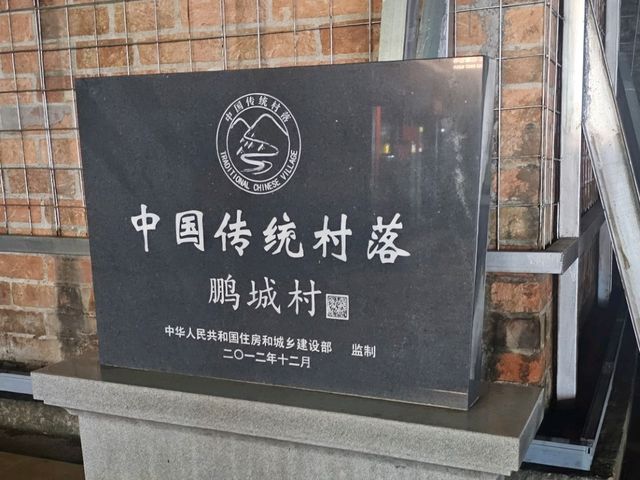 中国传统村落
TRADITIONAL CHINESE VILLAGE
中国传统村落
鹏城村
中华人民共和国住房和城乡建设部 监制
二〇一二年十二月